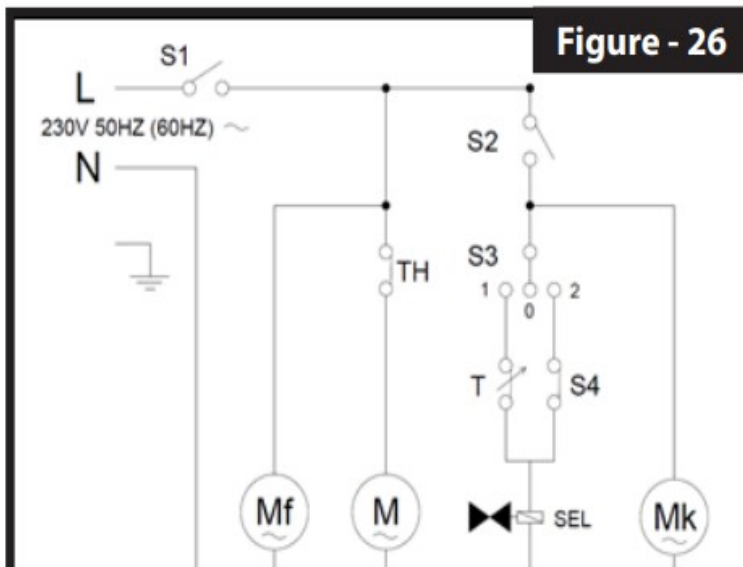 Figure - 26
S1
L
230V 50HZ (60HZ) ~
N
S2
S3
TH
1
0
2
T
S4
Mf
~
M
~
SEL
Mk
~